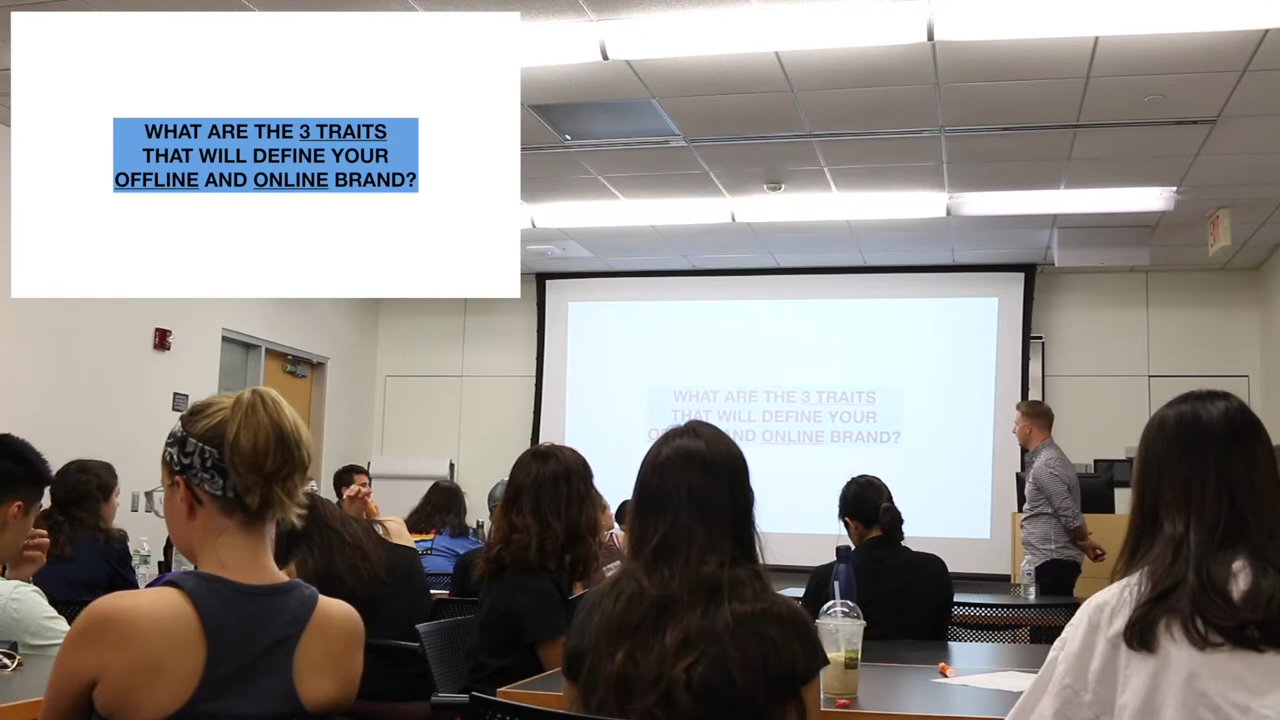 WHAT ARE THE 3 TRAITS
THAT WILL DEFINE YOUR
OFFLINE AND ONLINE BRAND?
EXIT
WHAT ARE THE 3 TRAITS
THAT WILL DEFINE YOUR
AND ONLINE BRAND?